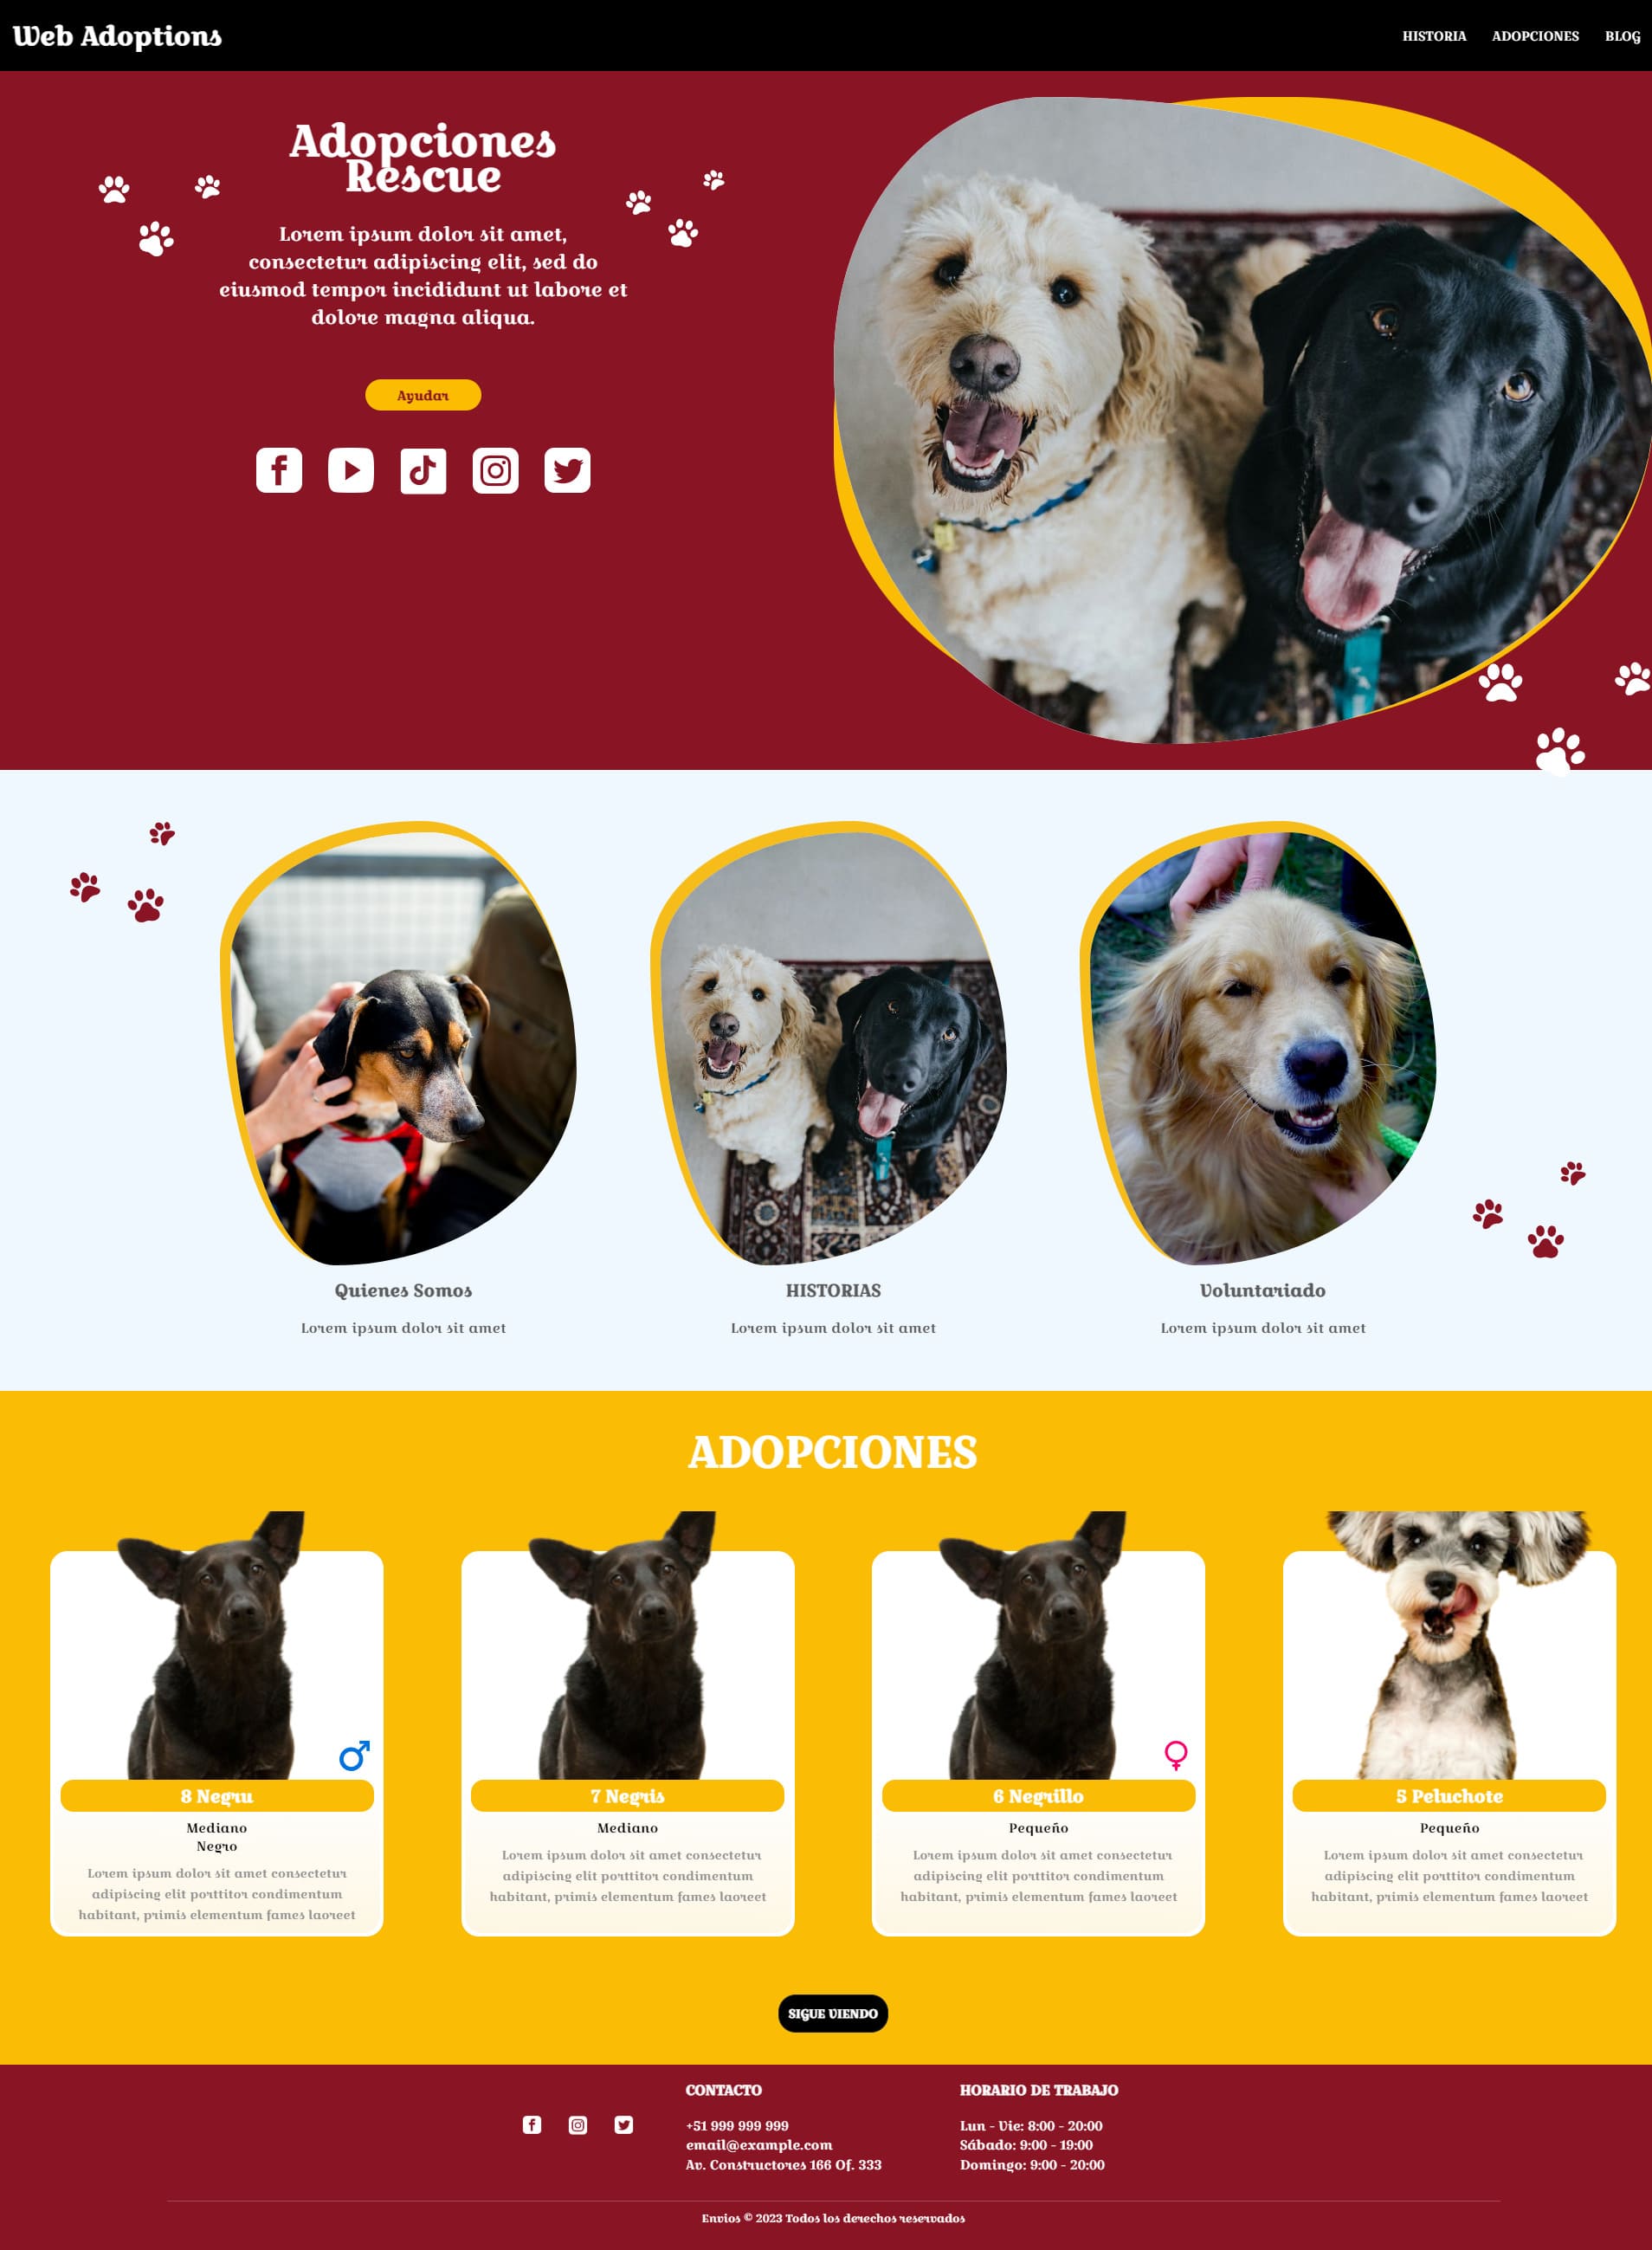 Web Adoptions
HISTORIA ADOPCIONES BLOG
Adopciones
Rescue
Lorem ipsum dolor sit amet,
consectetur adipiscing elit, sed do
eiusmod tempor incididunt ut labore et
dolore magna aliqua.
Ayudar
Quienes Somos
Lorem ipsum dolor sit amet
HISTORIAS
Lorem ipsum dolor sit amet
Voluntariado
Lorem ipsum dolor sit amet
ADOPCIONES
8 Negru
Mediano
Negro
Lorem ipsum dolor sit amet consectetur
adipiscing elit porttitor condimentum
habitant, primis elementum fames laoreet
7 Negris
Mediano
Lorem ipsum dolor sit amet consectetur
adipiscing elit porttitor condimentum
habitant, primis elementum fames laoreet
6 Negrillo
Pequeño
Lorem ipsum dolor sit amet consectetur
adipiscing elit porttitor condimentum
habitant, primis elementum fames laoreet
5 Peluchote
Pequeño
Lorem ipsum dolor sit amet consectetur
adipiscing elit porttitor condimentum
habitant, primis elementum fames laoreet
SIGUE VIENDO
CONTACTO
+51 999 999 999
email@example.com
Av. Constructores 166 Of. 333
HORARIO DE TRABAJO
Lun - Vie: 8:00 - 20:00
Sábado: 9:00 - 19:00
Domingo: 9:00 - 20:00
Envios © 2023 Todos los derechos reservados